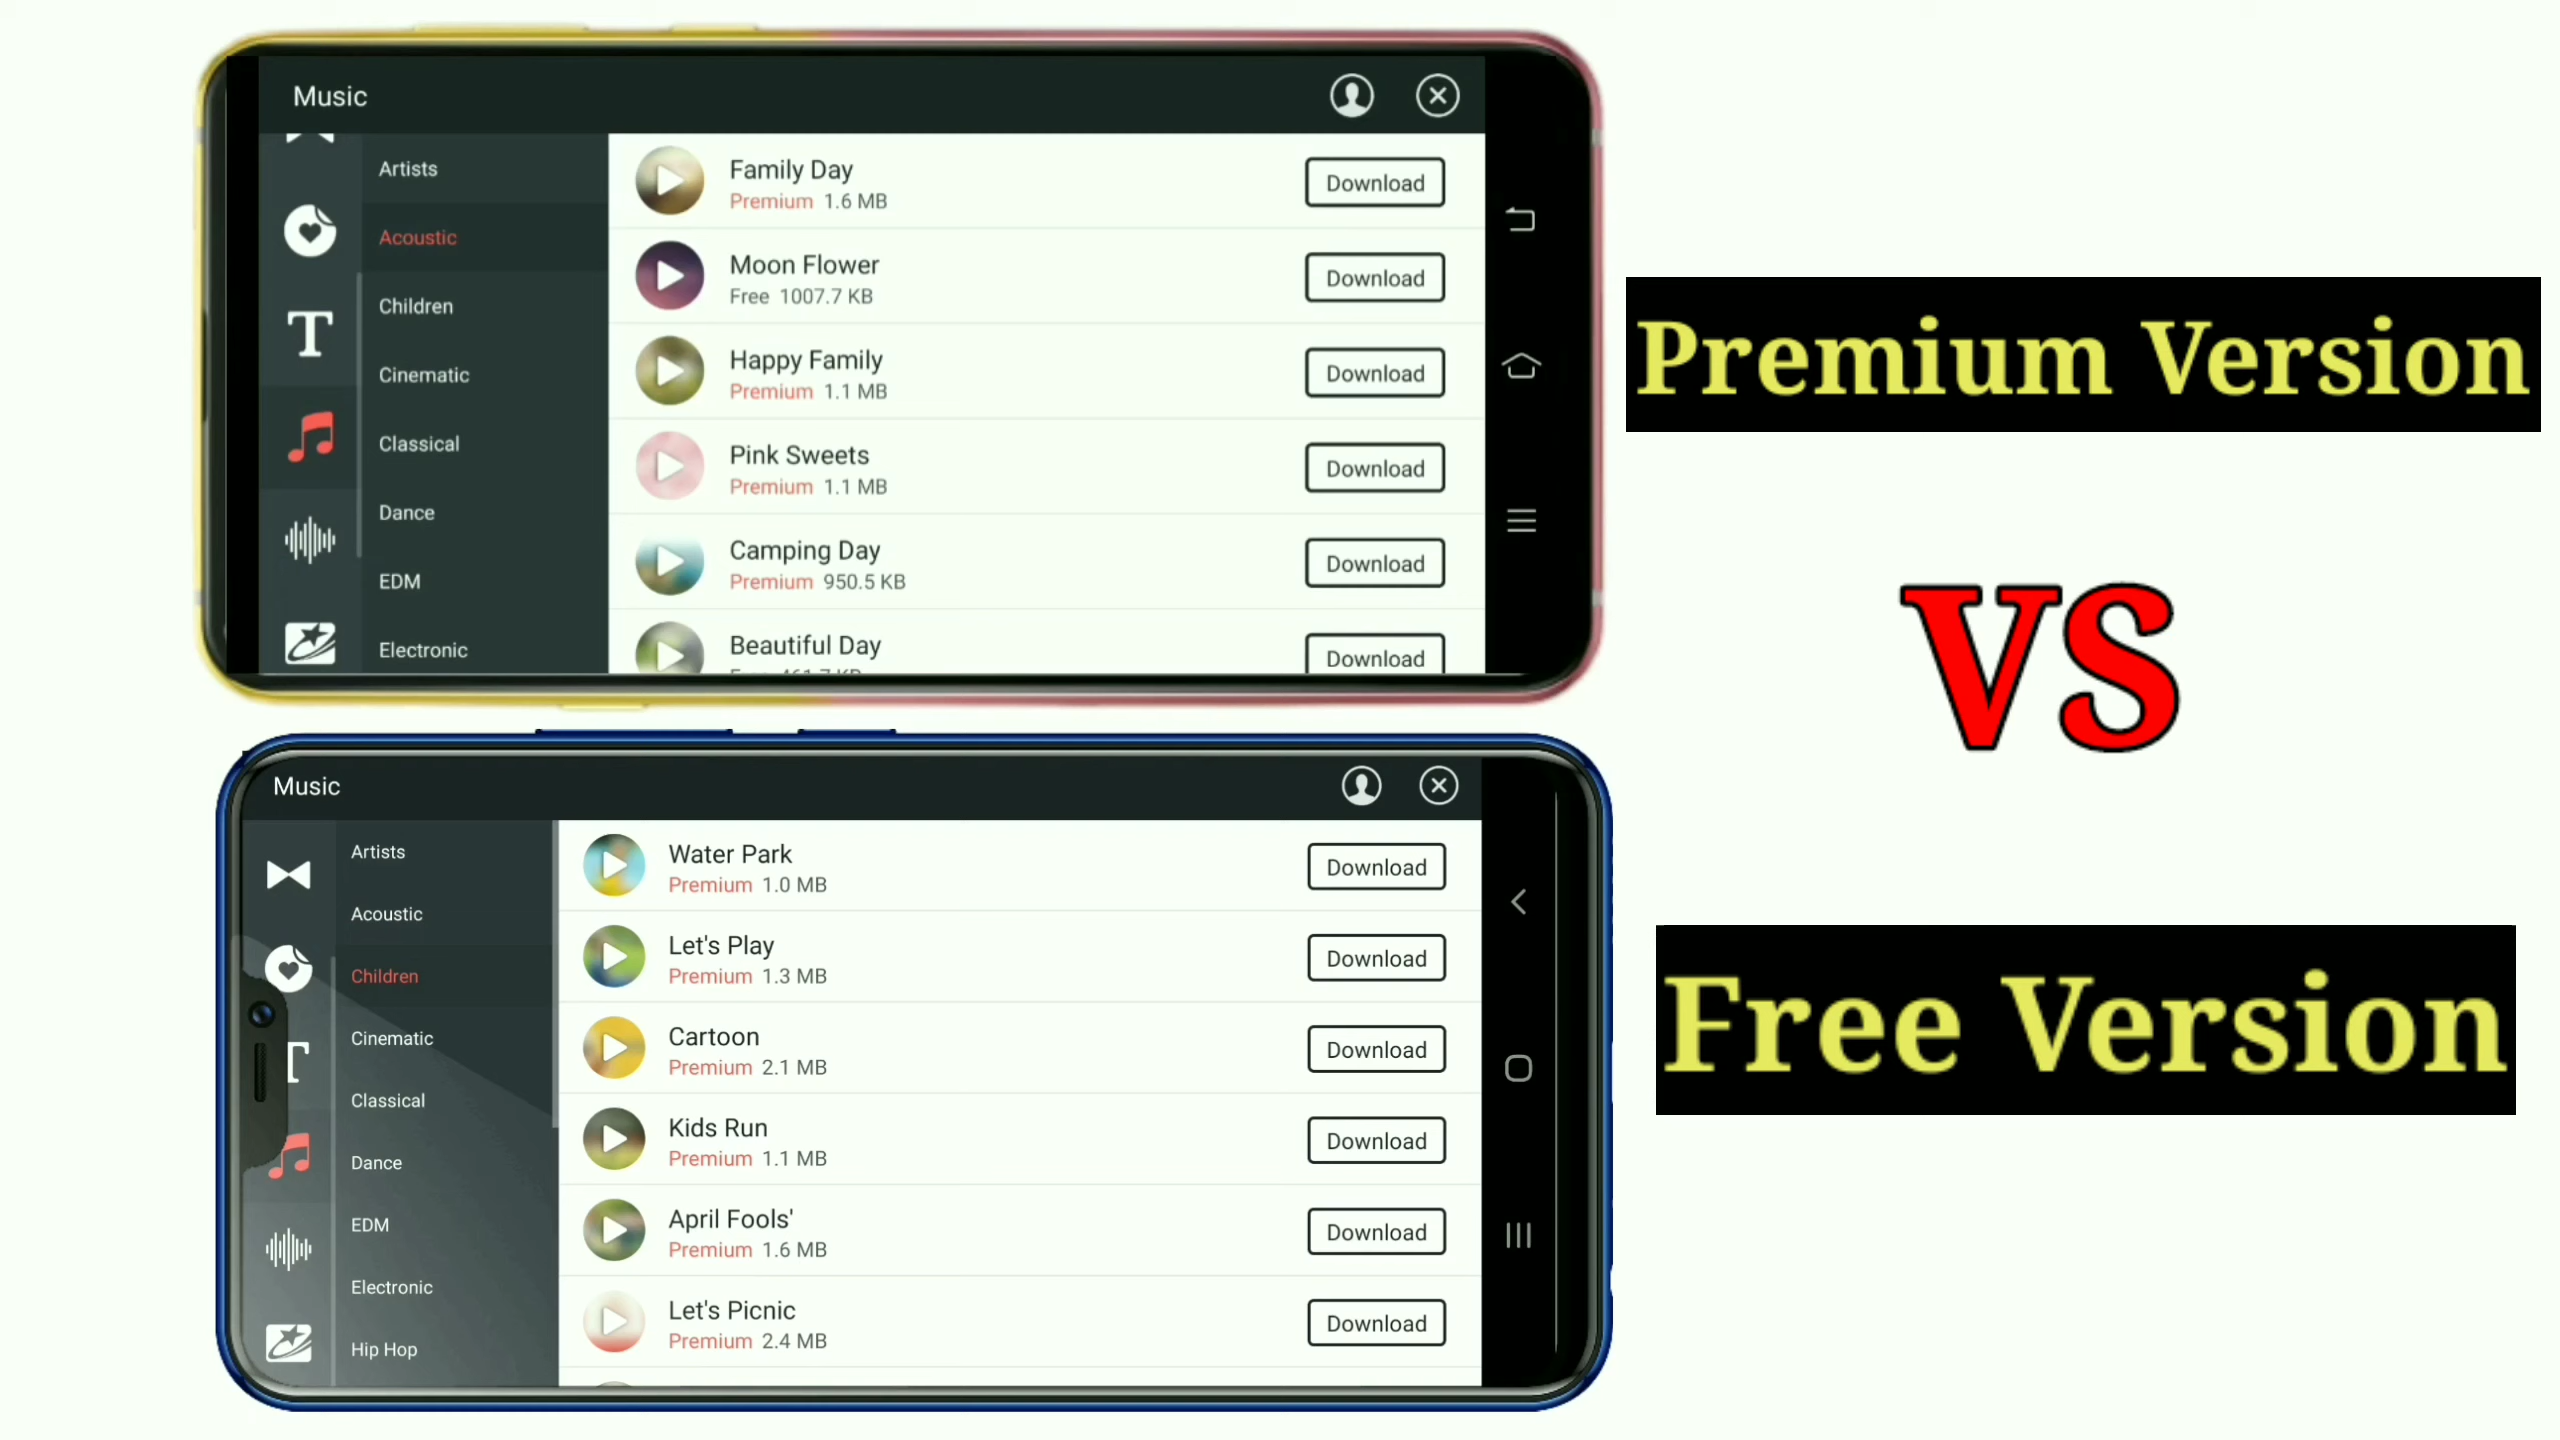 Music
Artists
Acoustic
Children
Cinematic
Classical
Dance
EDM
Electronic
Family Day
Premium 1.6 MB
Download
Moon Flower
Free 1007.7 KB
Download
Happy Family
Premium 1.1 MB
Download
Pink Sweets
Premium 1.1 MB
Download
Camping Day
Premium 950.5 KB
Download
Beautiful Day
Download
Premium Version
VS
Free Version
Music
Artists
Acoustic
Children
Cinematic
Classical
Dance
EDM
Electronic
Hip Hop
Water Park
Premium 1.0 MB
Download
Let's Play
Premium 1.3 MB
Download
Cartoon
Premium 2.1 MB
Download
Kids Run
Premium 1.1 MB
Download
April Fools'
Premium 1.6 MB
Download
Let's Picnic
Premium 2.4 MB
Download